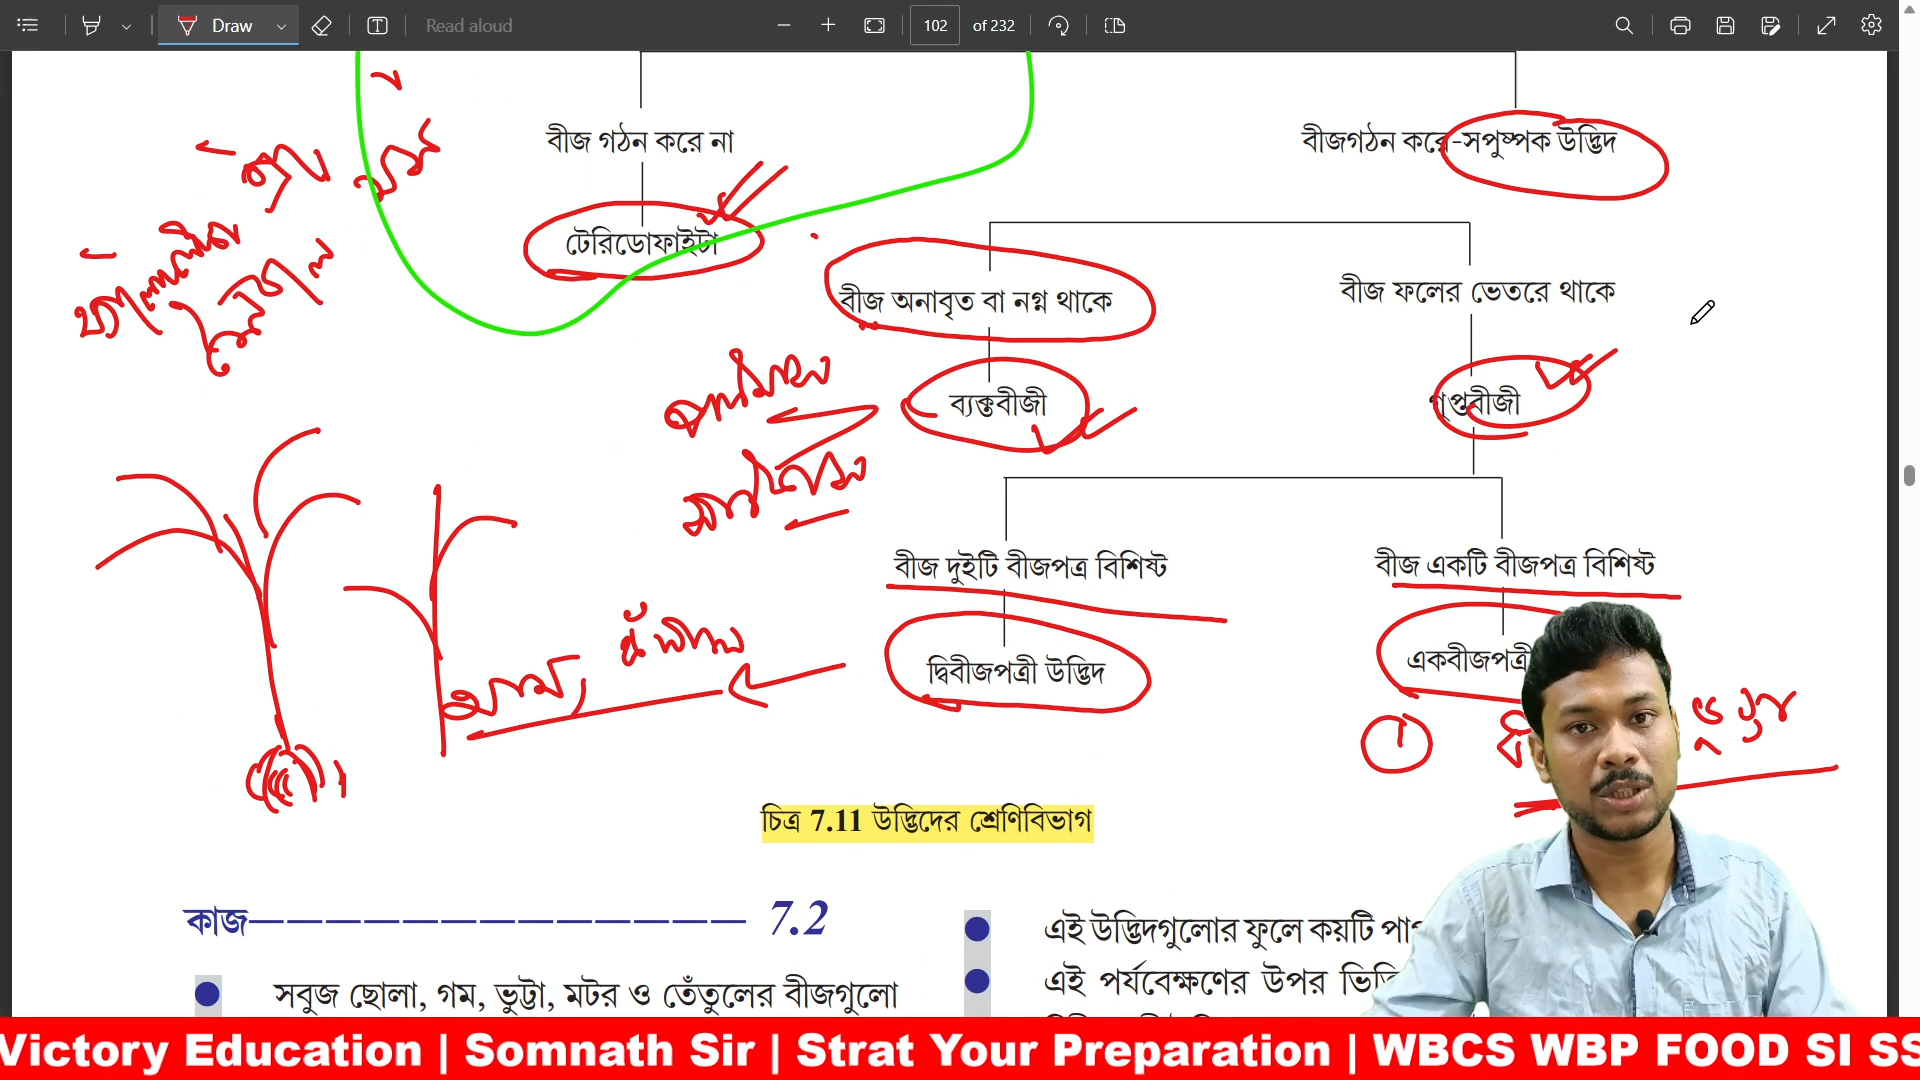 Draw
Read aloud
102 of 232
বীজ গঠন করে না
বীজগঠন করে-সপুষ্পক উদ্ভিদ
টেরিডোফাইটা
বীজ অনাবৃত বা নগ্ন থাকে
বীজ ফলের ভেতরে থাকে
ব্যক্তবীজী
গুপ্তবীজী
বীজ দুইটি বীজপত্র বিশিষ্ট
বীজ একটি বীজপত্র বিশিষ্ট
দ্বিবীজপত্রী উদ্ভিদ
একবীজপত্রী
চিত্র 7.11 উদ্ভিদের শ্রেণিবিভাগ
কাজ
7.2
এই উদ্ভিদগুলোর ফুলে কয়টি
এই পর্যবেক্ষণের উপর
সবুজ ছোলা, গম, ভুট্টা, মটর ও তেঁতুলের বীজগুলো
Victory Education | Somnath Sir | Strat Your Preparation | WBCS WBP FOOD SI SS